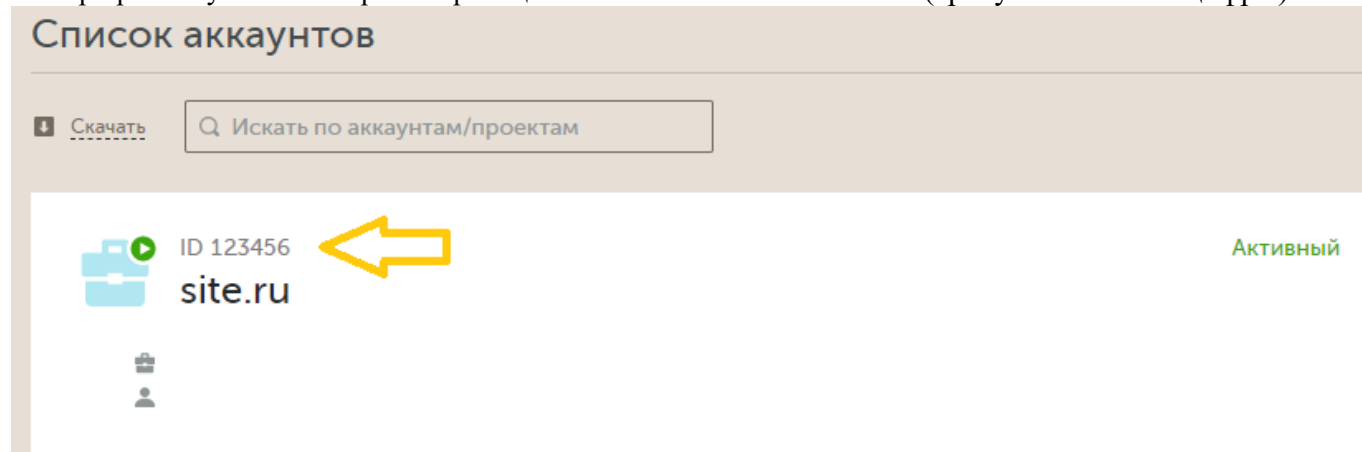 Список аккаунтов
Скачать
Искать по аккаунтам/проектам
ID 123456
Активный
site.ru